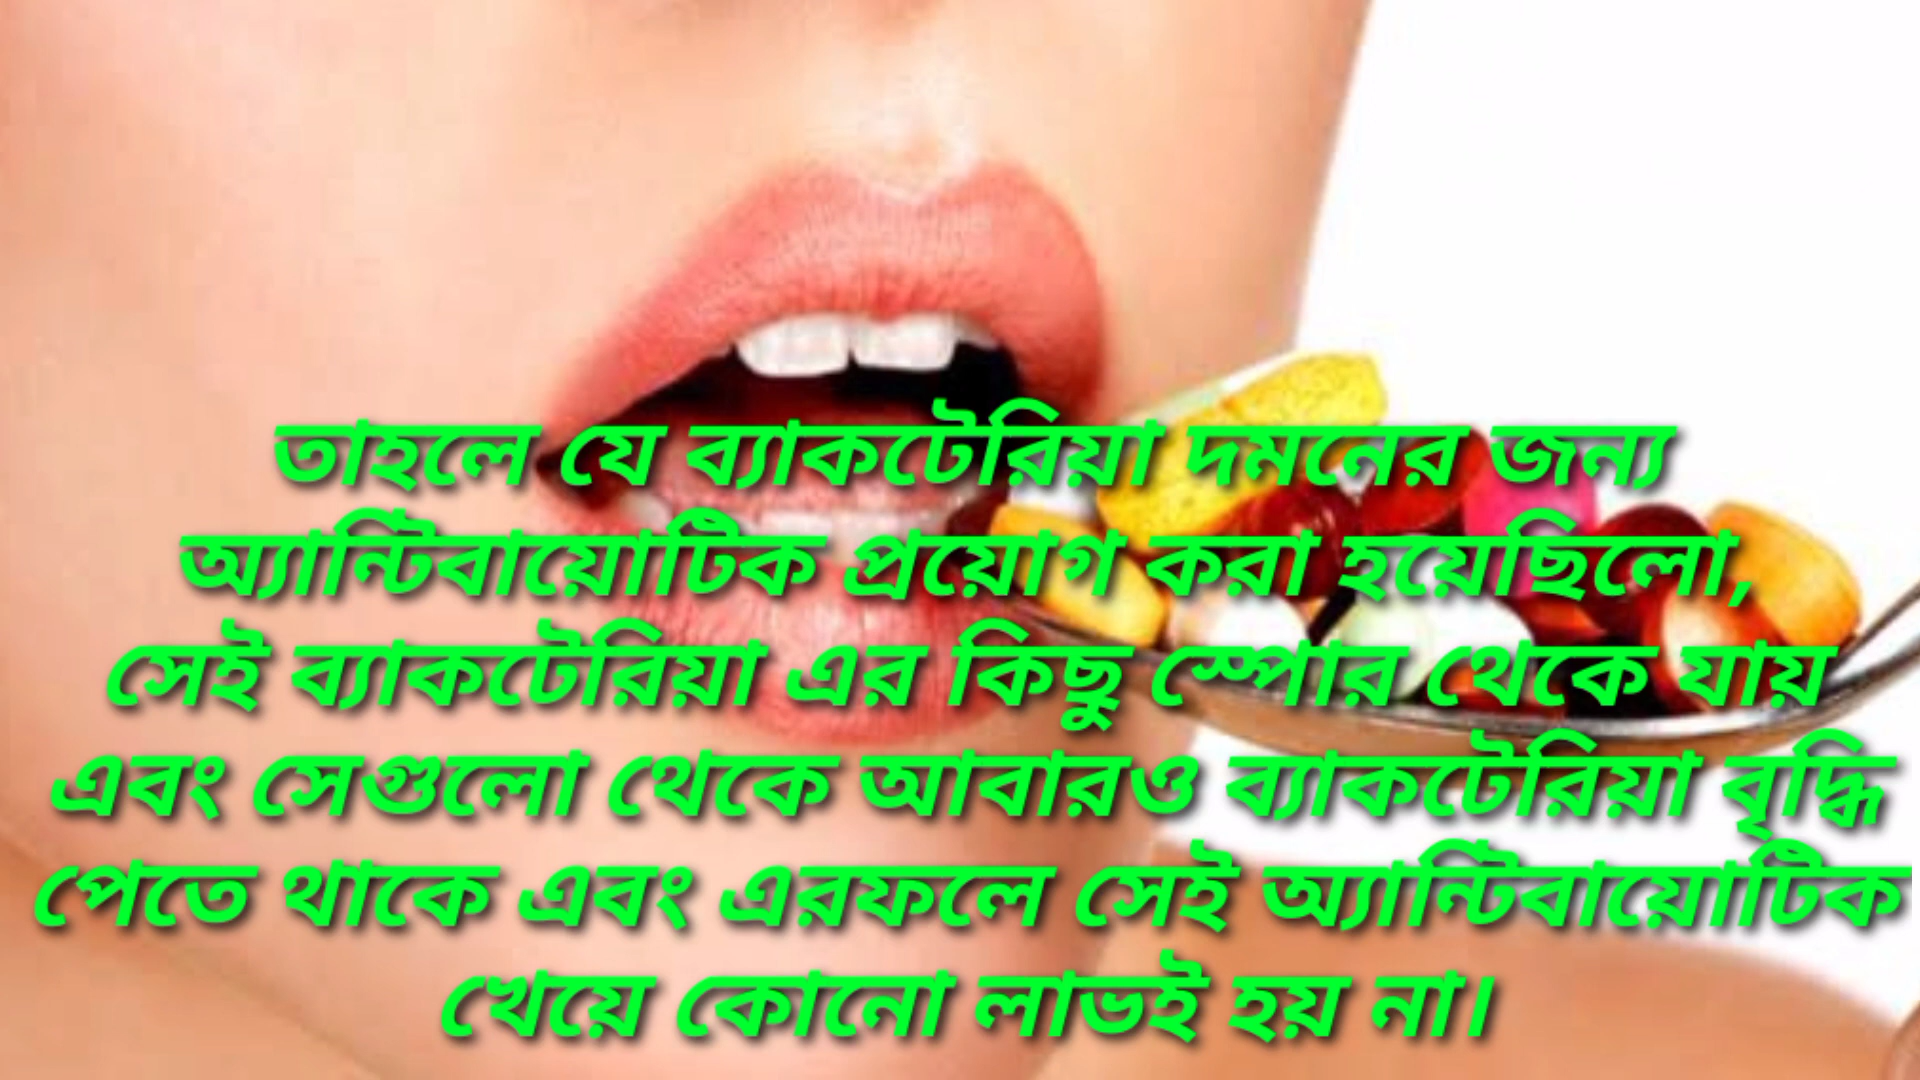 তাহলে যে ব্যাকটেরিয়া দমনের জন্য
অ্যান্টিবায়োটিক প্রয়োগ করা হয়েছিলো,
সেই ব্যাকটেরিয়া এর কিছু স্পোর থেকে যায়
এবং সেগুলো থেকে আবারও ব্যাকটেরিয়া বৃদ্ধি
পেতে থাকে এবং এরফলে সেই অ্যান্টিবায়োটিক
খেয়ে কোনো লাভই হয় না।